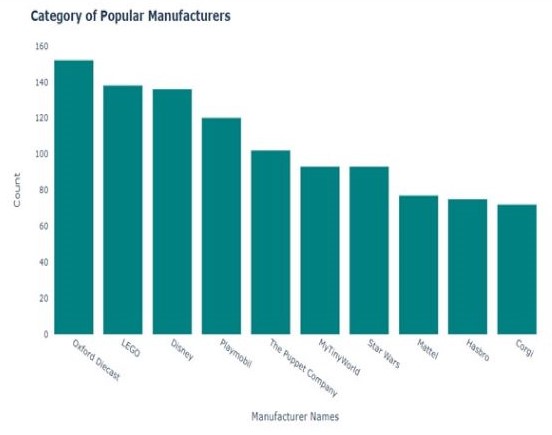 Category of Popular Manufacturers
160
140
120
100
80
60
40
20
0
Count
Oxford Diecast
LEGO
Disney
Playmobil
The Puppet Company
MyTinyWorld
Star Wars
Mattel
Hasbro
Corgi
Manufacturer Names